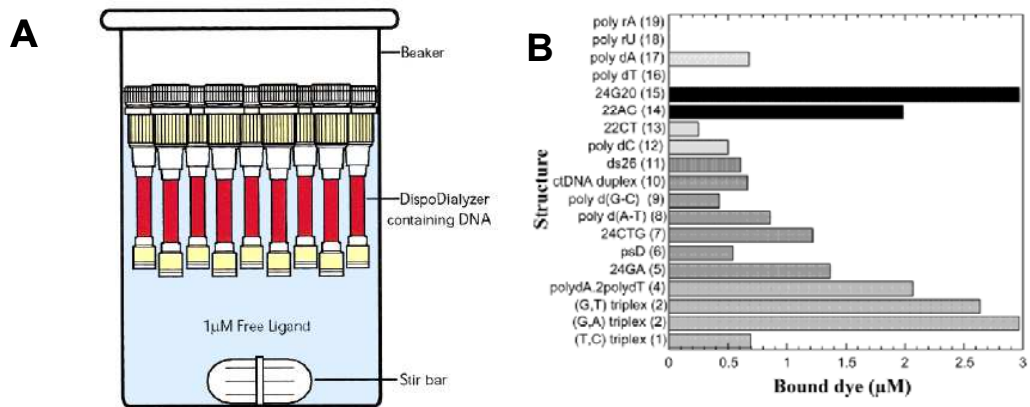 A
Beaker
DispoDialyzer
containing DNA
1µM Free Ligand
Stir bar
B
Structure
poly rA (19)
poly rU (18)
poly dA (17)
poly dT (16)
24G20 (15)
22AG (14)
22CT (13)
poly dC (12)
ds26 (11)
ctDNA duplex (10)
poly d(G-C) (9)
poly d(A-T) (8)
24CTG (7)
psD (6)
24GA (5)
polydA.2polydT (4)
(G,T) triplex (2)
(G,A) triplex (2)
(T,C) triplex (1)
0 0.5 1 1.5 2 2.5 3
Bound dye (µM)